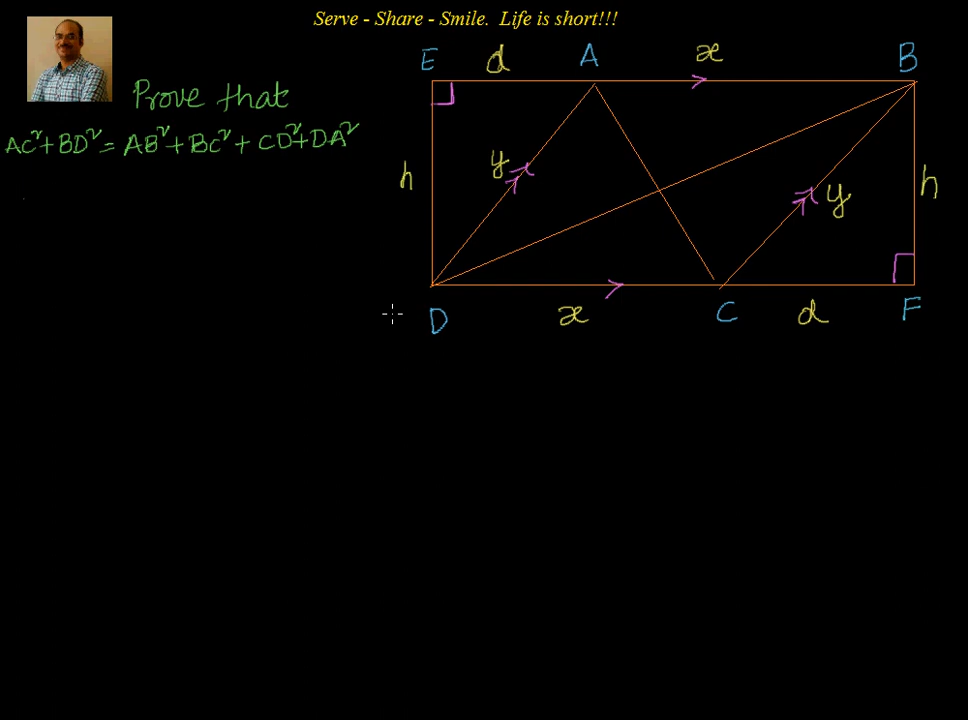 Serve - Share - Smile. Life is short!!!
E d A x B
Prove that
AC²+BD² = AB²+BC²+CD²+DA²
h y y h
D x C d F